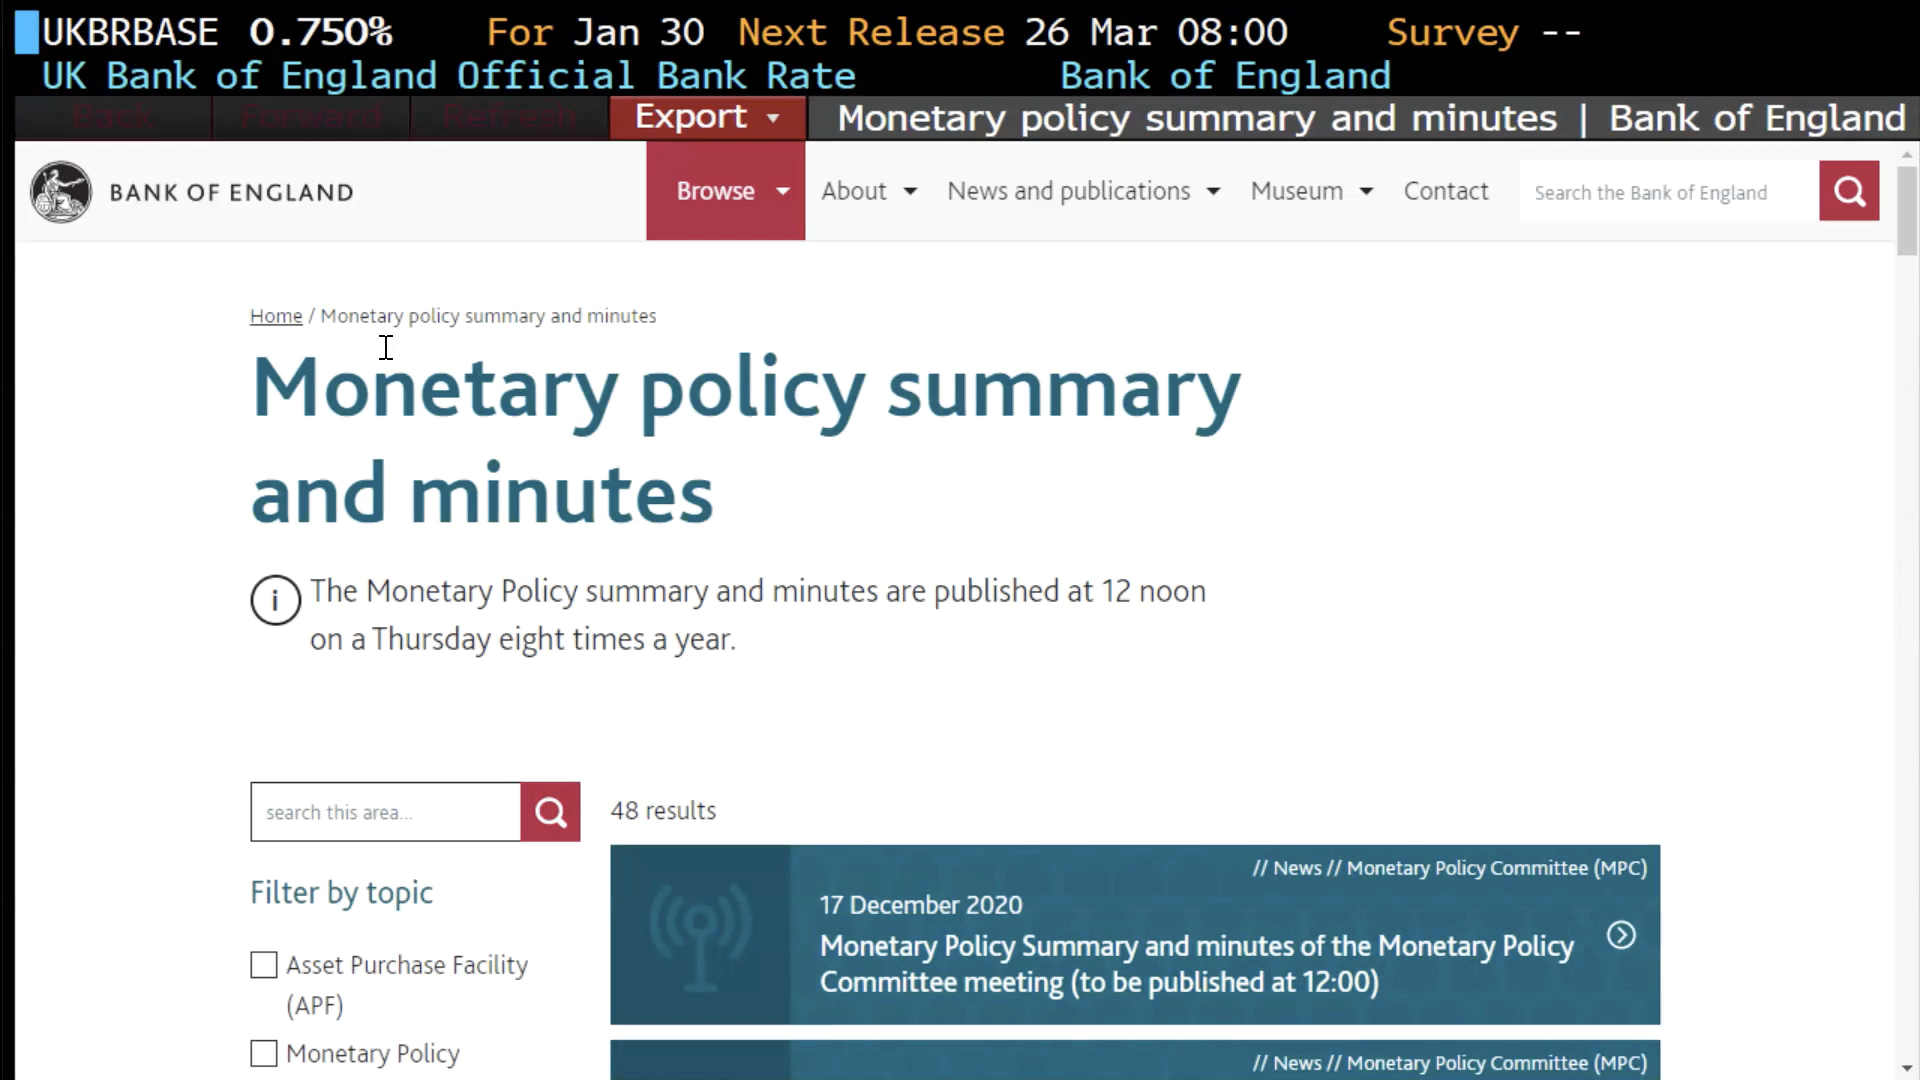 UKBRBASE 0.750% For Jan 30 Next Release 26 Mar 08:00 Survey --
UK Bank of England Official Bank Rate Bank of England
Back Forward Refresh Export Monetary policy summary and minutes | Bank of England
BANK OF ENGLAND Browse About News and publications Museum Contact Search the Bank of England
Home / Monetary policy summary and minutes
Monetary policy summary
and minutes
i The Monetary Policy summary and minutes are published at 12 noon
on a Thursday eight times a year.
search this area... 48 results
Filter by topic
Asset Purchase Facility
(APF)
Monetary Policy
// News // Monetary Policy Committee (MPC)
17 December 2020
Monetary Policy Summary and minutes of the Monetary Policy
Committee meeting (to be published at 12:00)
// News // Monetary Policy Committee (MPC)